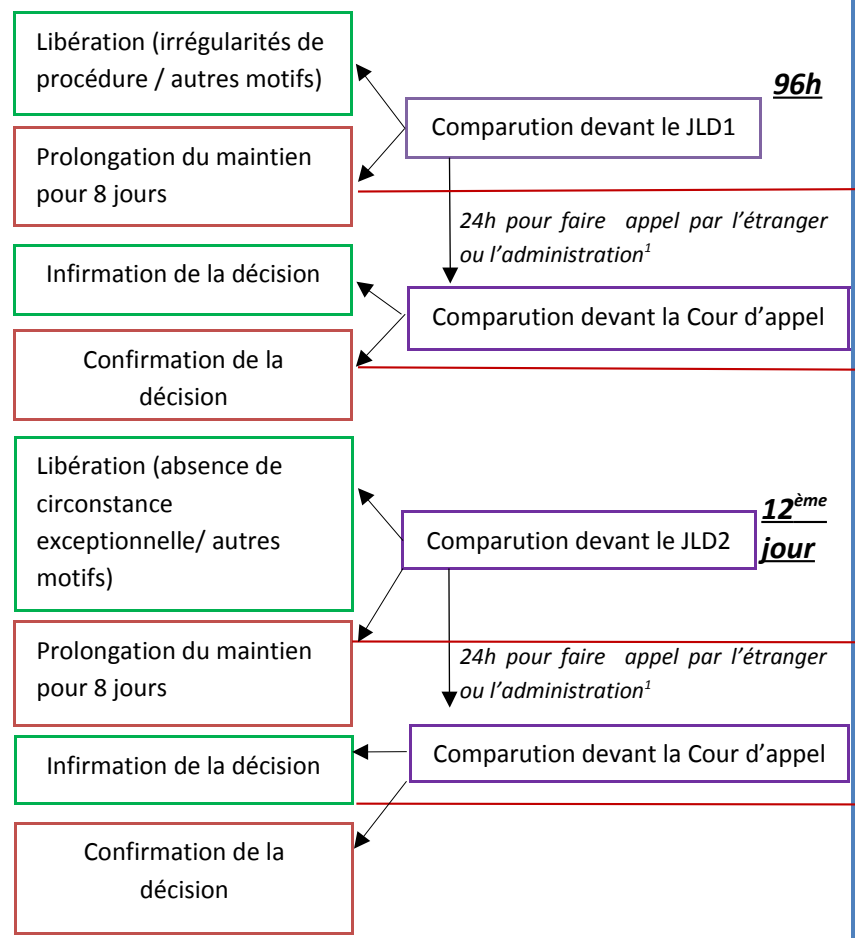 Libération (irrégularités de
procédure / autres motifs)
96h
Comparution devant le JLD1
Prolongation du maintien
pour 8 jours
24h pour faire appel par l’étranger
ou l’administration¹
Infirmation de la décision
Comparution devant la Cour d’appel
Confirmation de la
décision
Libération (absence de
circonstance
exceptionnelle/ autres
motifs)
12ème
jour
Comparution devant le JLD2
Prolongation du maintien
pour 8 jours
24h pour faire appel par l’étranger
ou l’administration¹
Comparution devant la Cour d’appel
Infirmation de la décision
Confirmation de la
décision